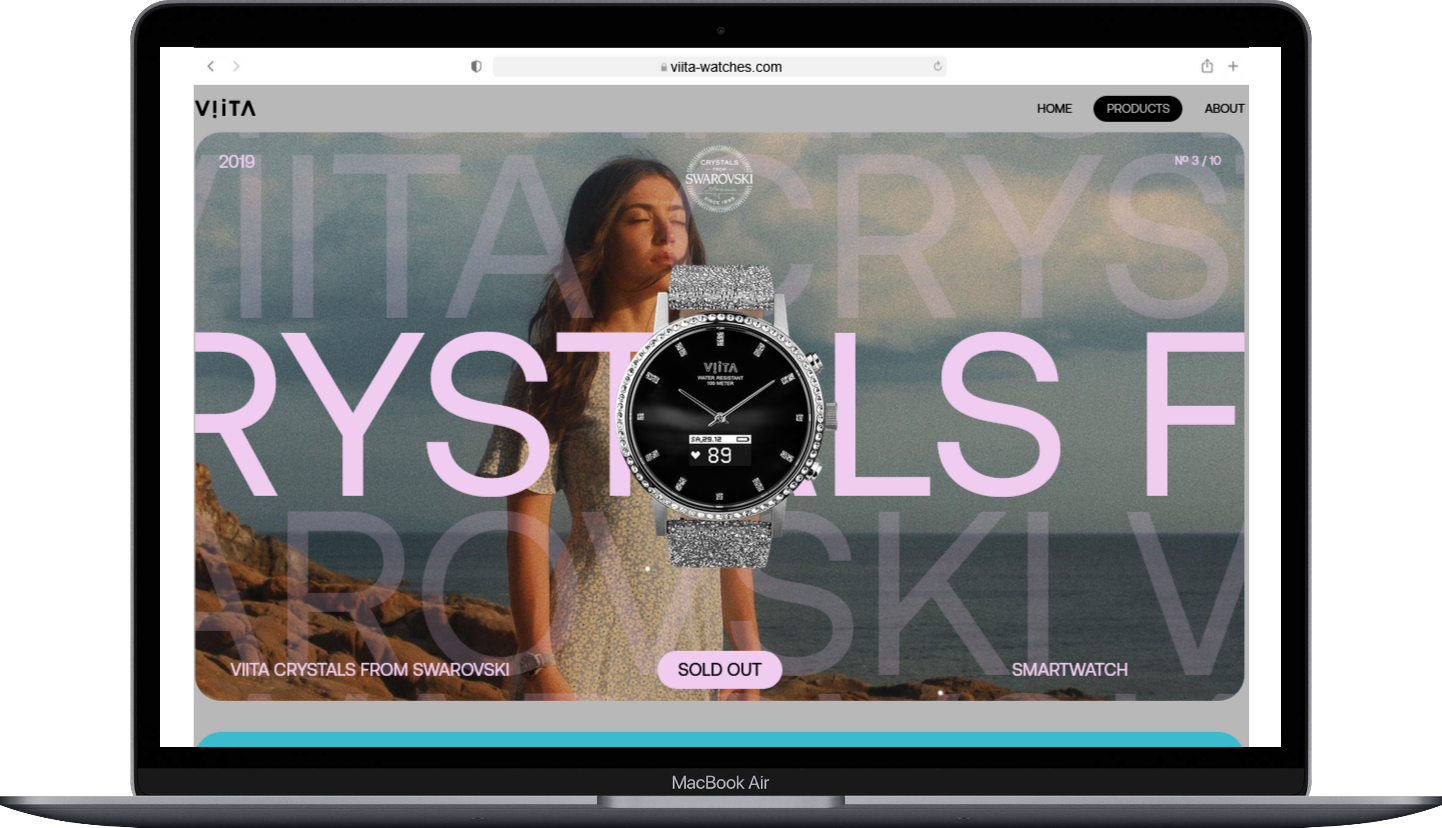 viita-watches.com
VIITA
HOME
PRODUCTS
ABOUT
2019
CRYSTALS
FROM
SWAROVSKI
SINCE 1895
Nº 3 / 10
VIITA CRYST
RYSTALS F
VIITA
WATER RESISTANT
100 METER
SA,29.12
89
AROVSKI V
VIITA CRYSTALS FROM SWAROVSKI
SOLD OUT
SMARTWATCH
MacBook Air